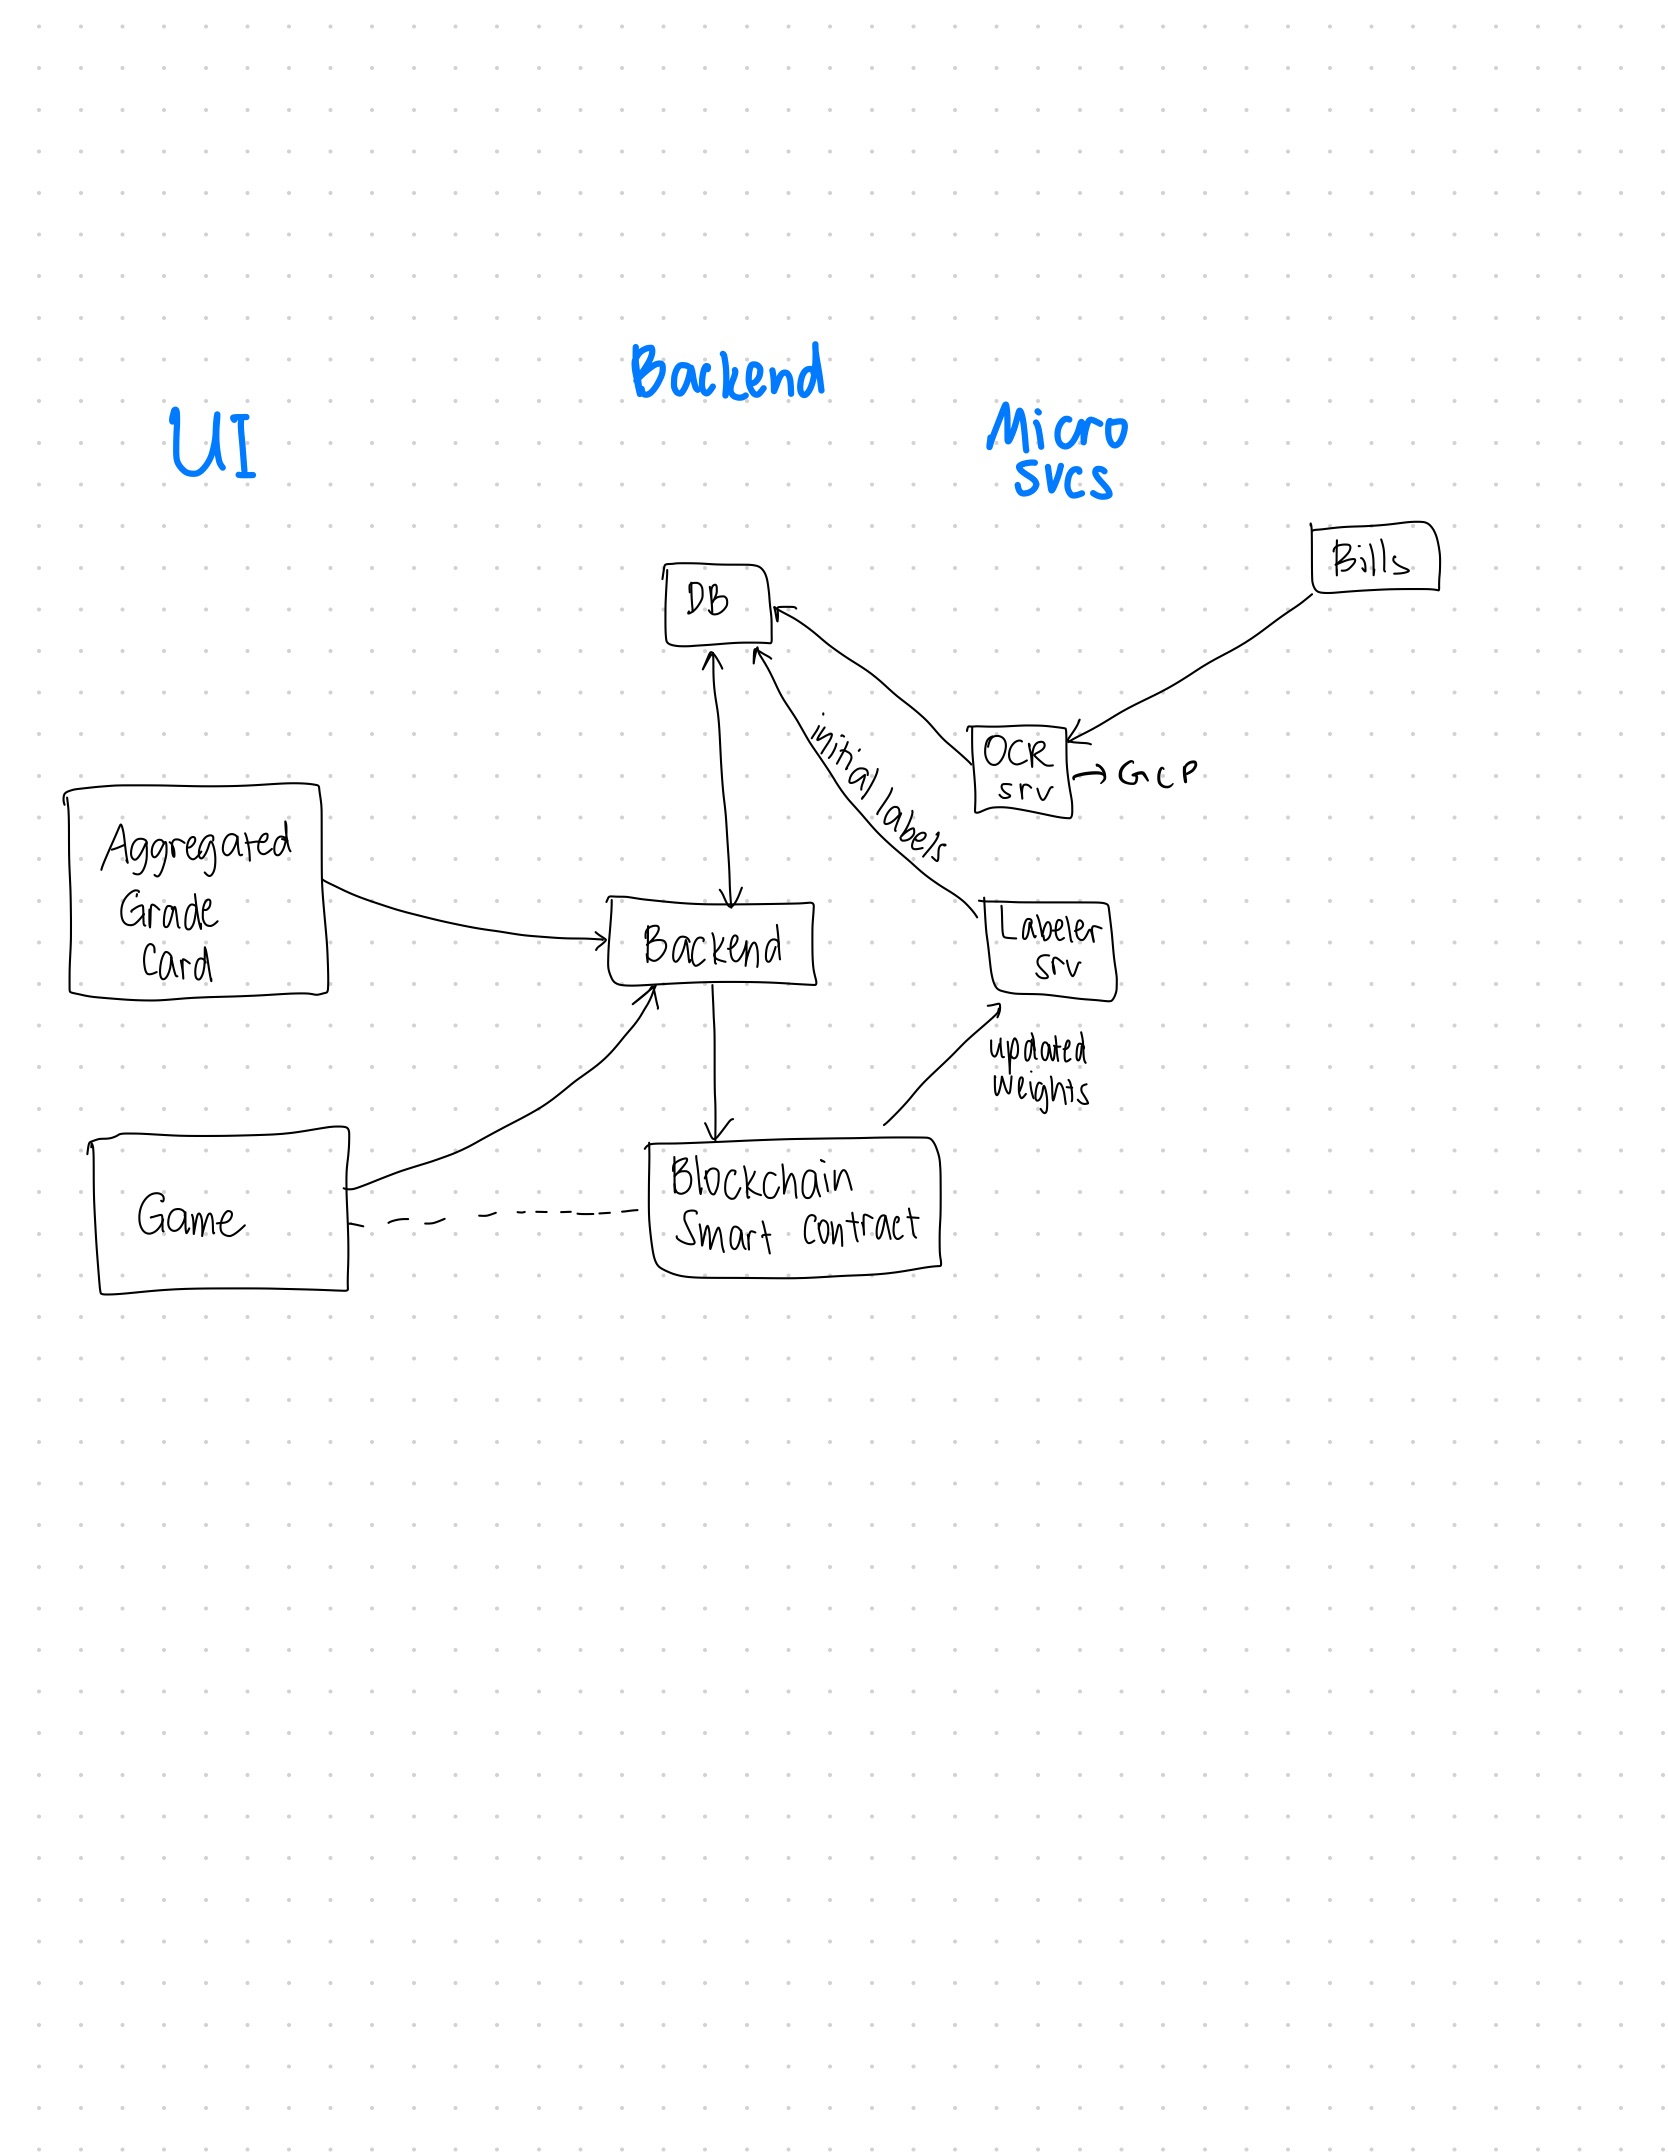 Backend
UI
Micro
svcs
Bills
DB
OCR
srv
→ GCP
initial labels
Aggregated
Grade
Card
Backend
Labeler
srv
updated
weights
Game
Blockchain
Smart contract